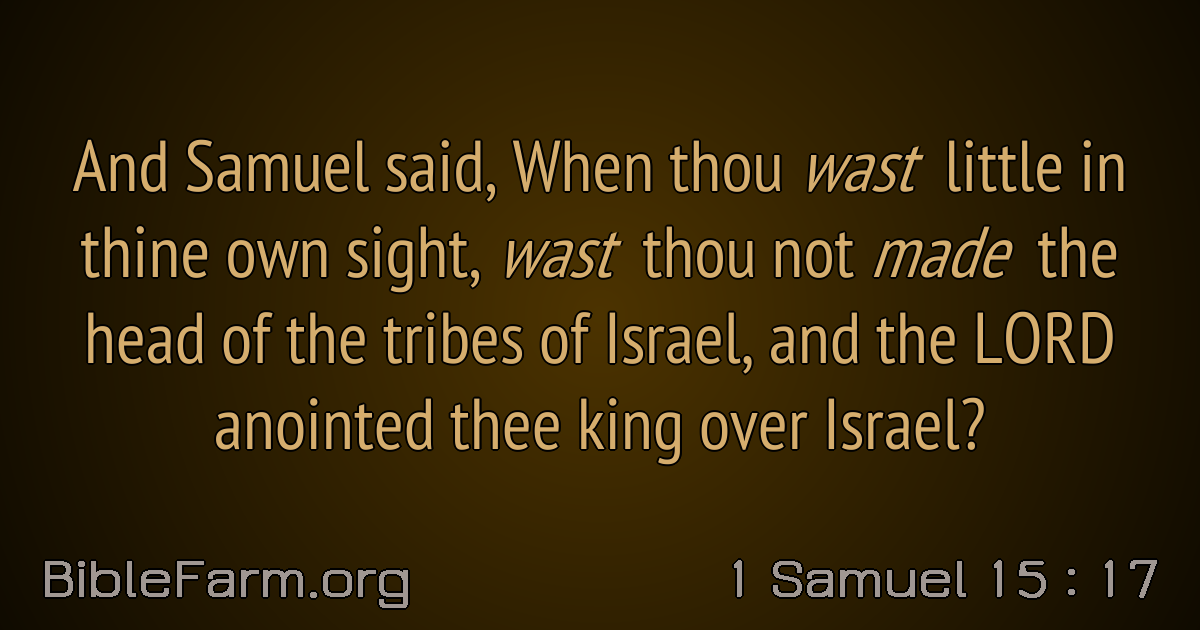 And Samuel said, When thou wast little in
thine own sight, wast thou not made the
head of the tribes of Israel, and the LORD
anointed thee king over Israel?
BibleFarm.org
1 Samuel 15 : 17